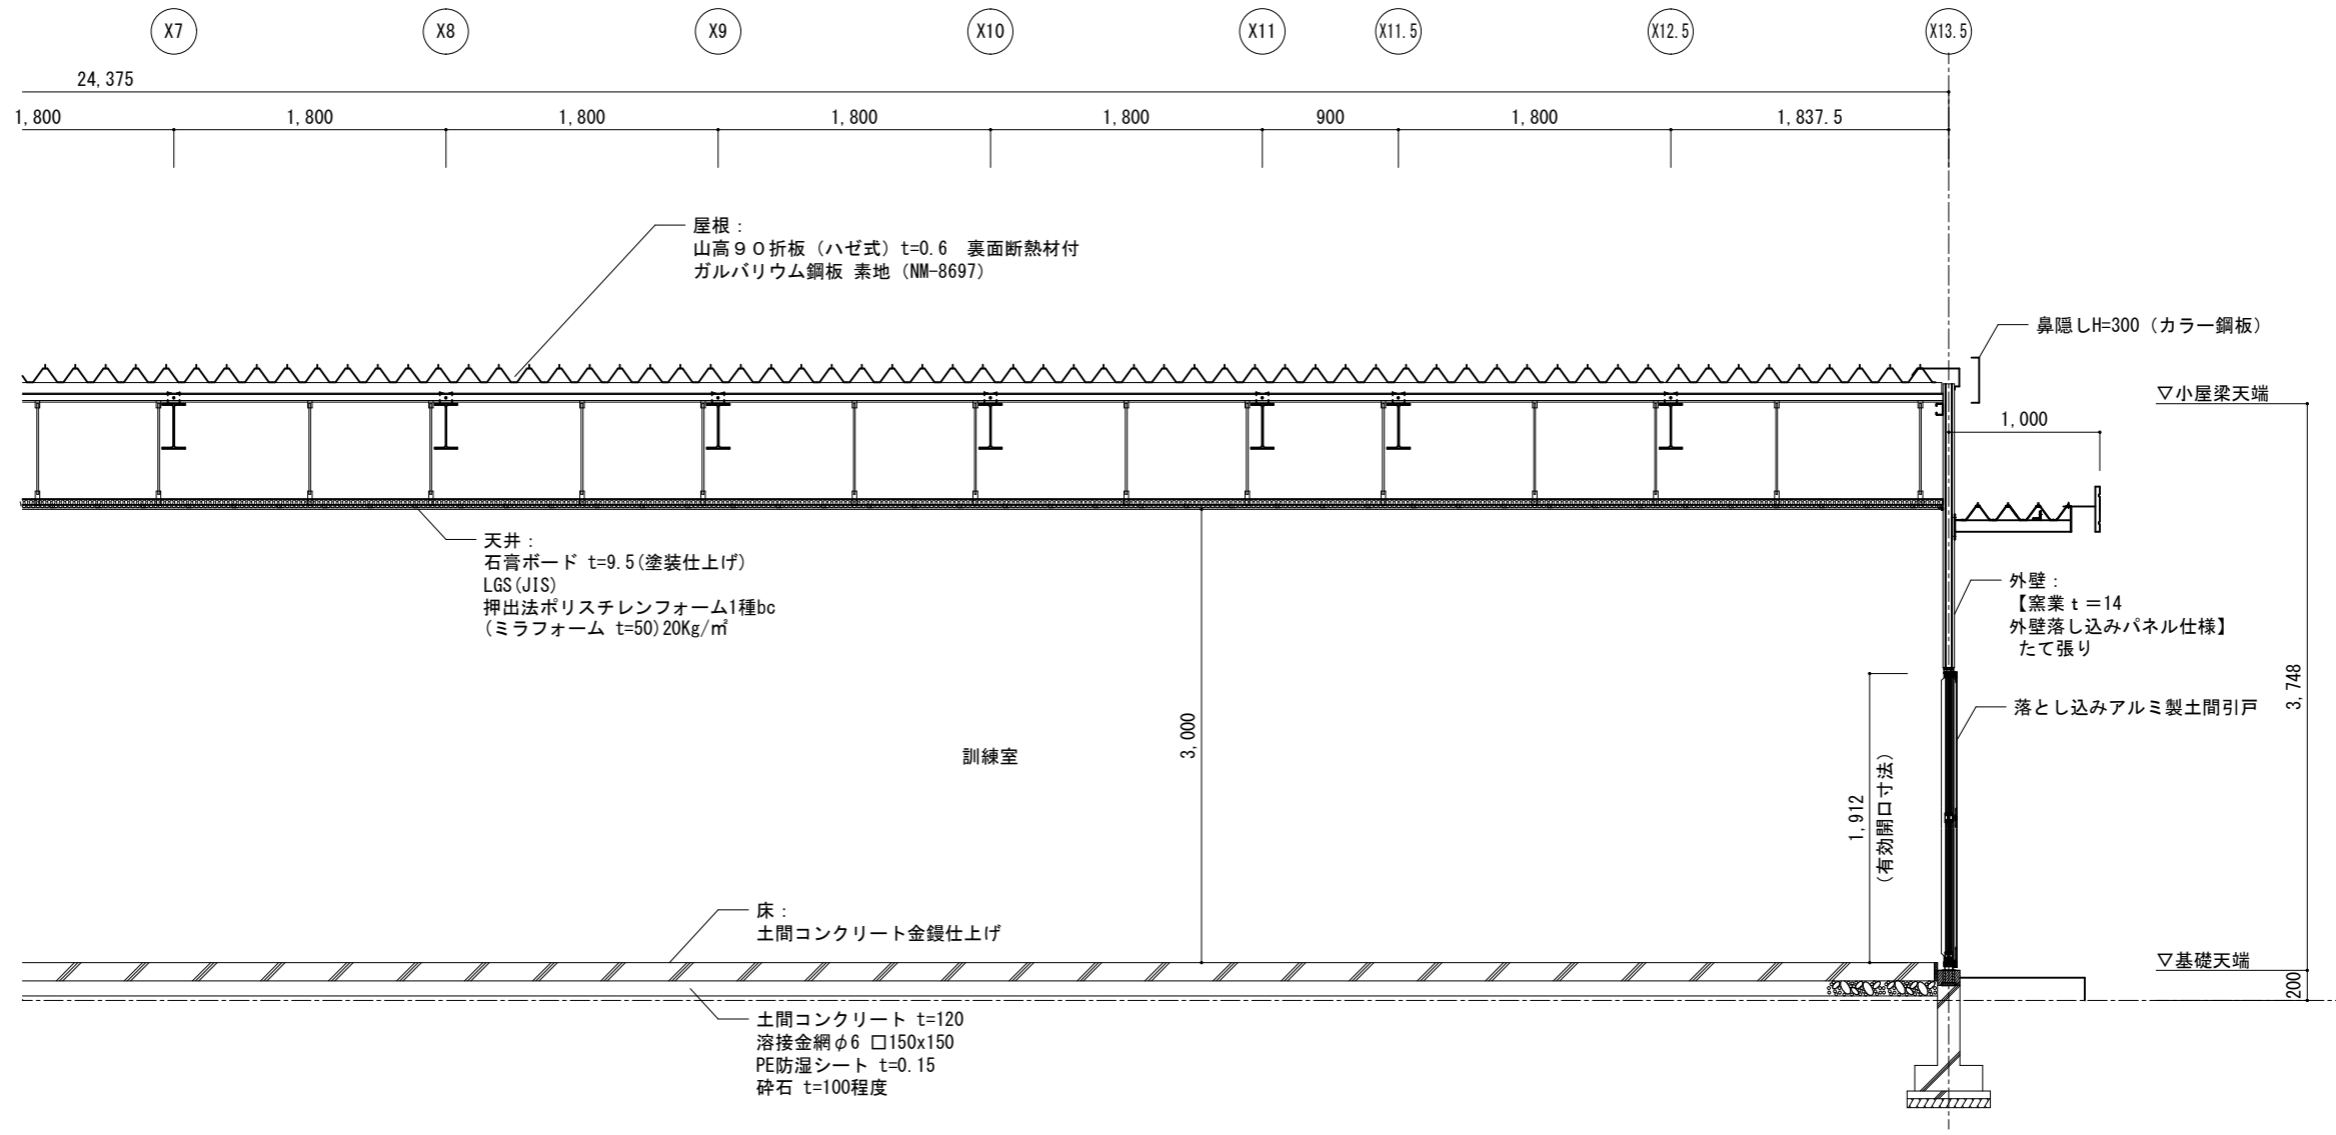 X7 X8 X9 X10 X11 X11.5 X12.5 X13.5
24,375
1,800 1,800 1,800 1,800 1,800 900 1,800 1,837.5
屋根：
山高９０折板（ハゼ式）t=0.6　裏面断熱材付
ガルバリウム鋼板 素地（NM-8697）
鼻隠しH=300（カラー鋼板）
▽小屋梁天端
1,000
天井：
石膏ボード t=9.5(塗装仕上げ)
LGS(JIS)
押出法ポリスチレンフォーム1種bc
(ミラフォーム t=50)20Kg/㎡
外壁：
【窯業ｔ＝14
外壁落し込みパネル仕様】
たて張り
3,748
落とし込みアルミ製土間引戸
3,000
訓練室
1,912
(有効開口寸法)
床：
土間コンクリート金鏝仕上げ
▽基礎天端
200
土間コンクリート t=120
溶接金網φ6 口150x150
PE防湿シート t=0.15
砕石 t=100程度